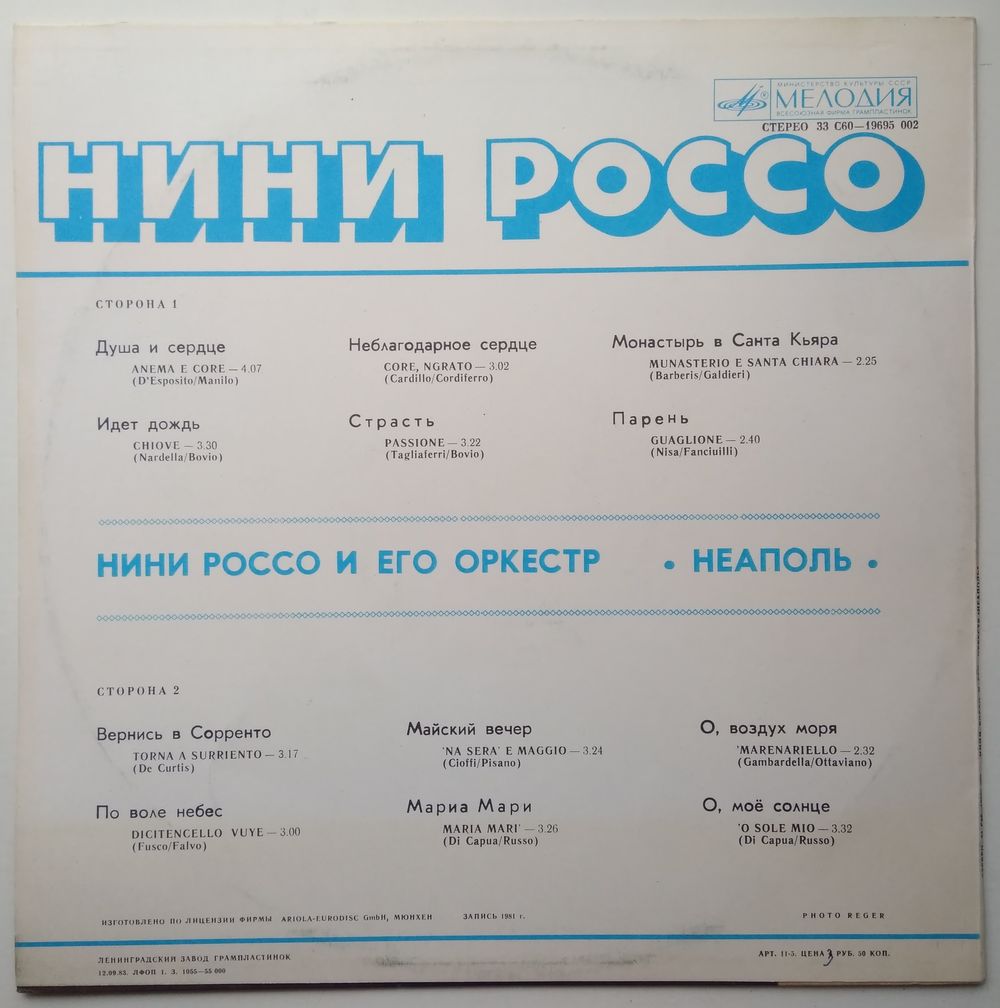 МИНИСТЕРСТВО КУЛЬТУРЫ СССР
МЕЛОДИЯ
ВСЕСОЮЗНАЯ ФИРМА ГРАМПЛАСТИНОК
СТЕРЕО 33 С60—19695 002
НИНИ РОССО
СТОРОНА 1
Душа и сердце
ANEMA E CORE — 4.07
(D'Esposito/Manilo)
Неблагодарное сердце
CORE, NGRATO — 3.02
(Cardillo/Cordiferro)
Монастырь в Санта Кьяра
MUNASTERIO E SANTA CHIARA — 2.25
(Barberis/Galdieri)
Идет дождь
CHIOVE — 3.30
(Nardella/Bovio)
Страсть
PASSIONE — 3.22
(Tagliaferri/Bovio)
Парень
GUAGLIONE — 2.40
(Nisa/Fanciuilli)
НИНИ РОССО И ЕГО ОРКЕСТР • НЕАПОЛЬ •
СТОРОНА 2
Вернись в Сорренто
TORNA A SURRIENTO — 3.17
(De Curtis)
Майский вечер
'NA SERA' E MAGGIO — 3.24
(Cioffi/Pisano)
О, воздух моря
'MARENARIELLO — 2.32
(Gambardella/Ottaviano)
По воле небес
DICITENCELLO VUYE — 3.00
(Fusco/Falvo)
Мариа Мари
MARIA MARI' — 3.26
(Di Capua/Russo)
О, моё солнце
'O SOLE MIO — 3.32
(Di Capua/Russo)
ИЗГОТОВЛЕНО ПО ЛИЦЕНЗИИ ФИРМЫ ARIOLA-EURODISC GmbH, МЮНХЕН ЗАПИСЬ 1981 г. PHOTO REGER
ЛЕНИНГРАДСКИЙ ЗАВОД ГРАМПЛАСТИНОК
12.09.83. ЛФОП 1. З. 1055—55 000
АРТ. 11-5. ЦЕНА 3 РУБ. 50 КОП.